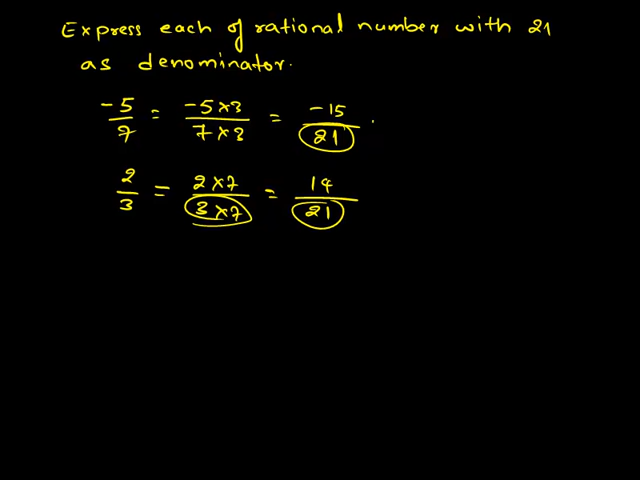 Express each of rational number with 21
as denominator.
-5/7 = -5×3/7×3 = -15/21
2/3 = 2×7/3×7 = 14/21